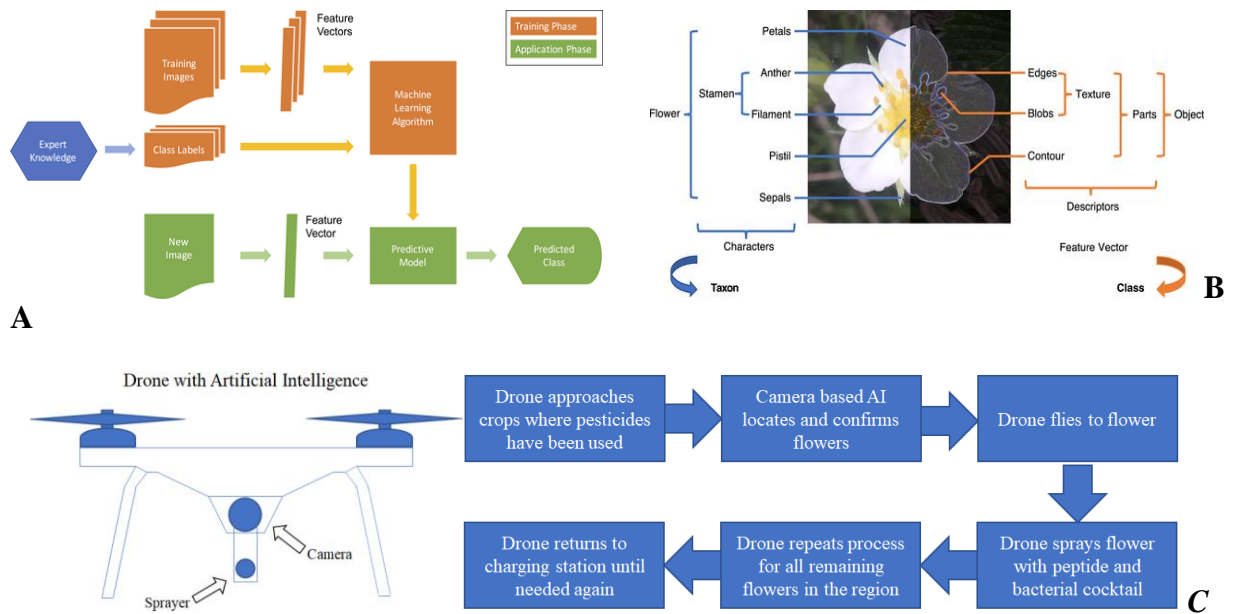 Feature
Vectors
Training
Images
Machine
Learning
Algorithm
Training Phase
Application Phase
Expert
Knowledge
Class Labels
New
Image
Feature
Vector
Predictive
Model
Predicted
Class
A
Petals
Anther
Stamen
Flower
Filament
Pistil
Sepals
Characters
Taxon
Edges
Texture
Blobs
Parts
Object
Contour
Descriptors
Feature Vector
Class
B
Drone with Artificial Intelligence
Camera
Sprayer
Drone approaches
crops where pesticides
have been used
Camera based AI
locates and confirms
flowers
Drone flies to flower
Drone sprays flower
with peptide and
bacterial cocktail
Drone repeats process
for all remaining
flowers in the region
Drone returns to
charging station until
needed again
C